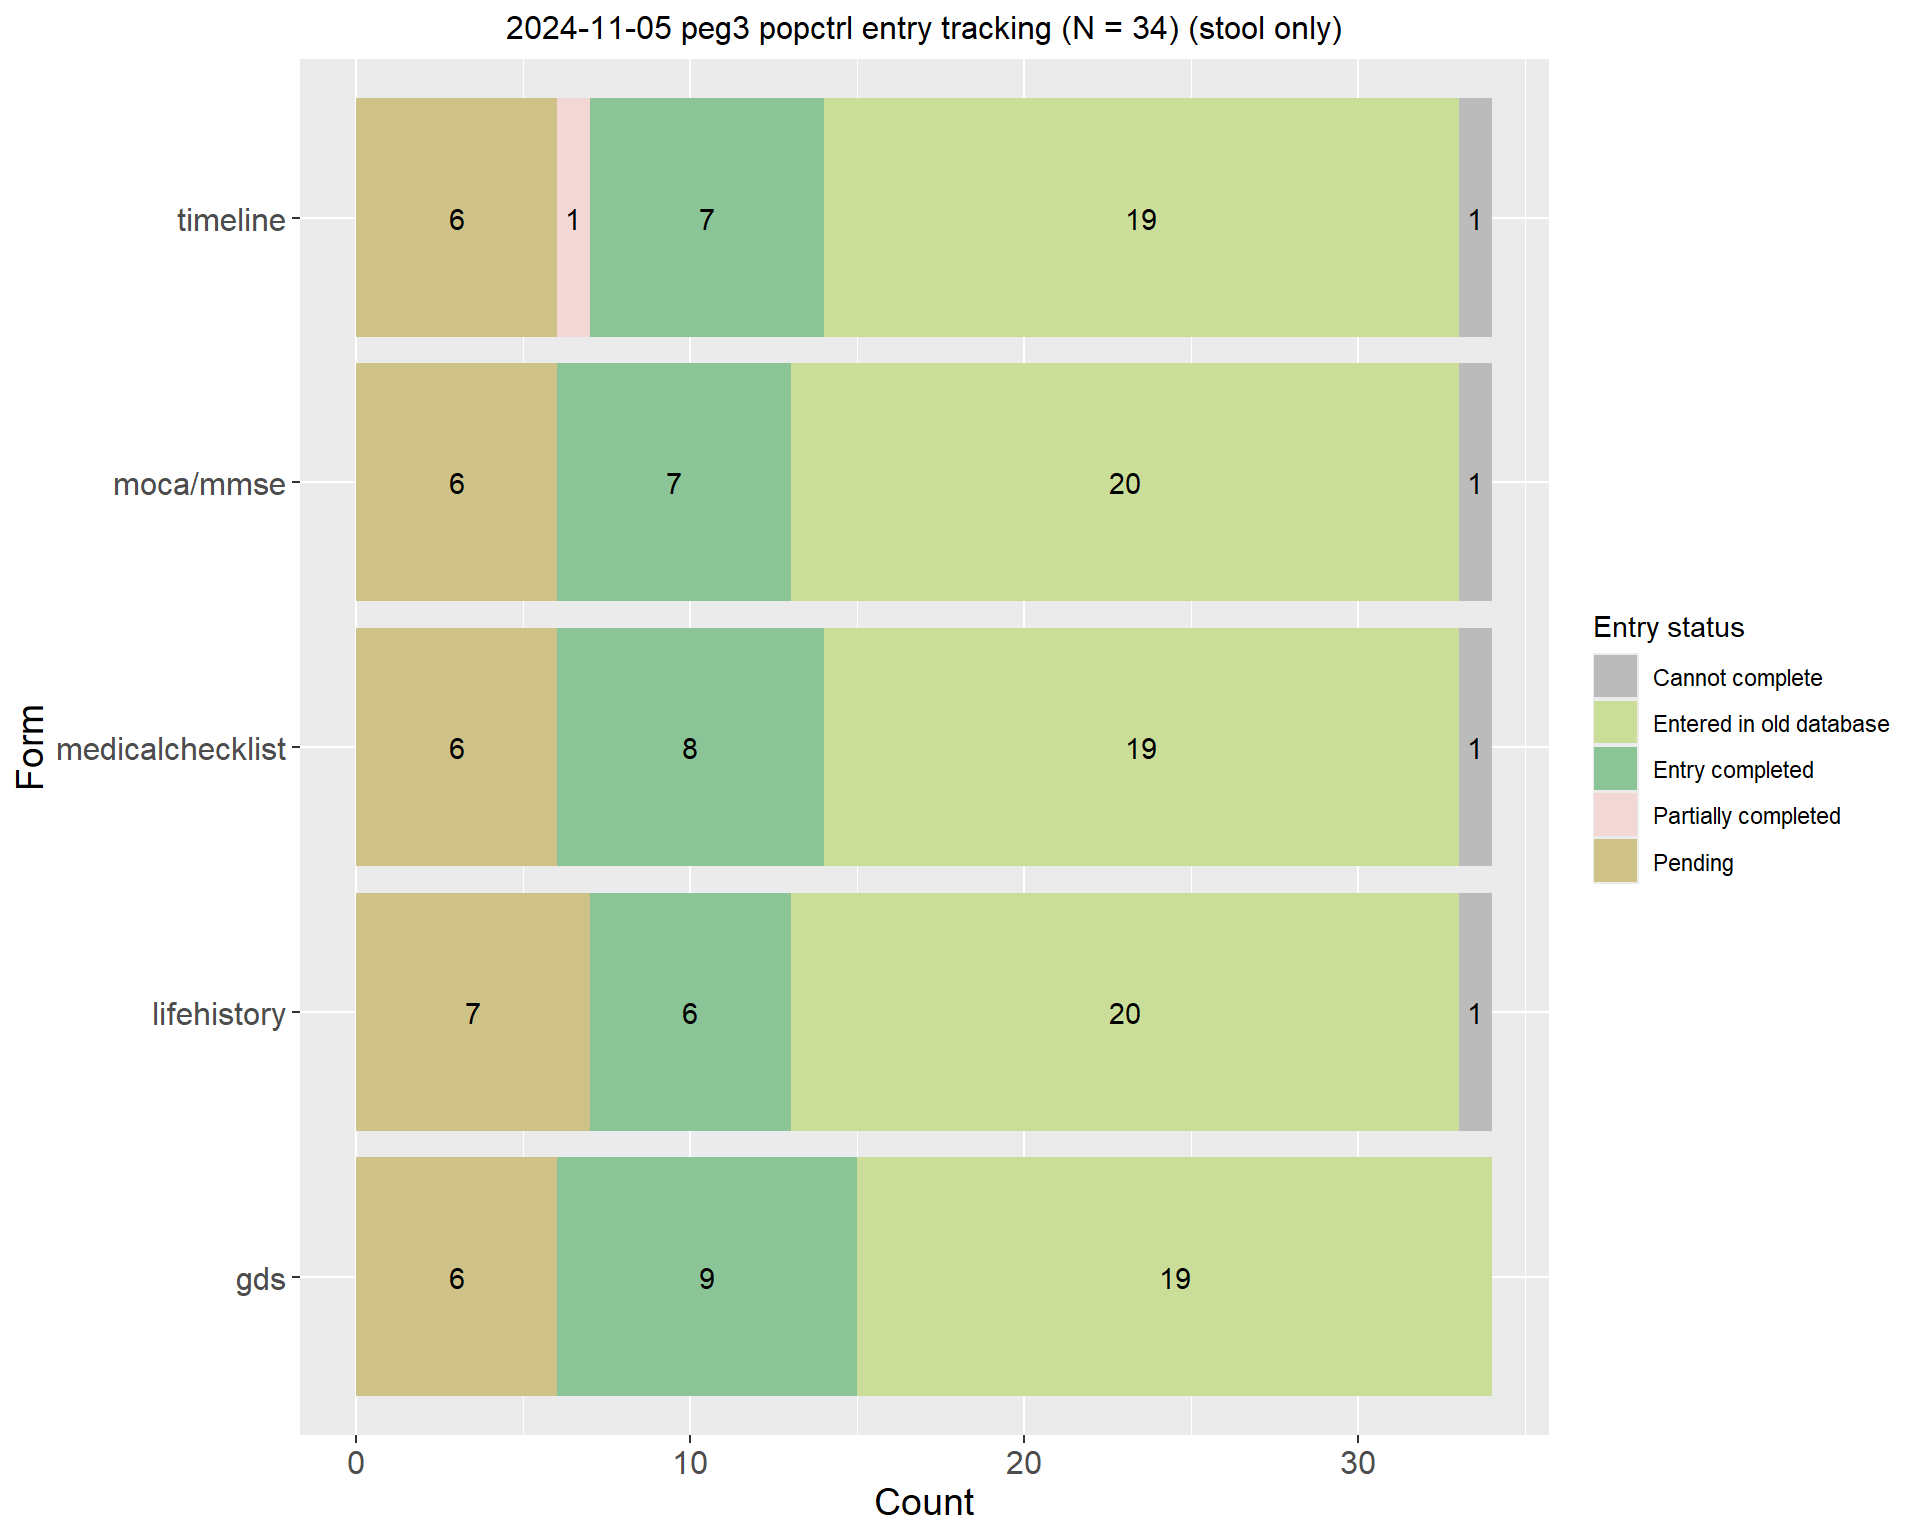 2024-11-05 peg3 popctrl entry tracking (N = 34) (stool only)
timeline
6 1 7 19 1
moca/mmse
6 7 20 1
medicalchecklist
6 8 19 1
lifehistory
7 6 20 1
gds
6 9 19
0 10 20 30
Count
Form
Entry status
Cannot complete
Entered in old database
Entry completed
Partially completed
Pending